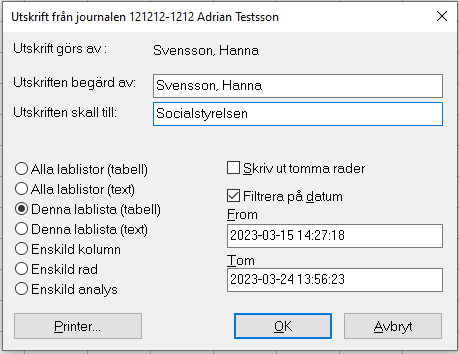 Utskrift från journalen 121212-1212 Adrian Testsson
Utskrift görs av : Svensson, Hanna
Utskriften begärd av: Svensson, Hanna
Utskriften skall till: Socialstyrelsen
Alla lablistor (tabell)
Alla lablistor (text)
Denna lablista (tabell)
Denna lablista (text)
Enskild kolumn
Enskild rad
Enskild analys
Skriv ut tomma rader
Filtrera på datum
From
2023-03-15 14:27:18
Tom
2023-03-24 13:56:23
Printer... OK Avbryt